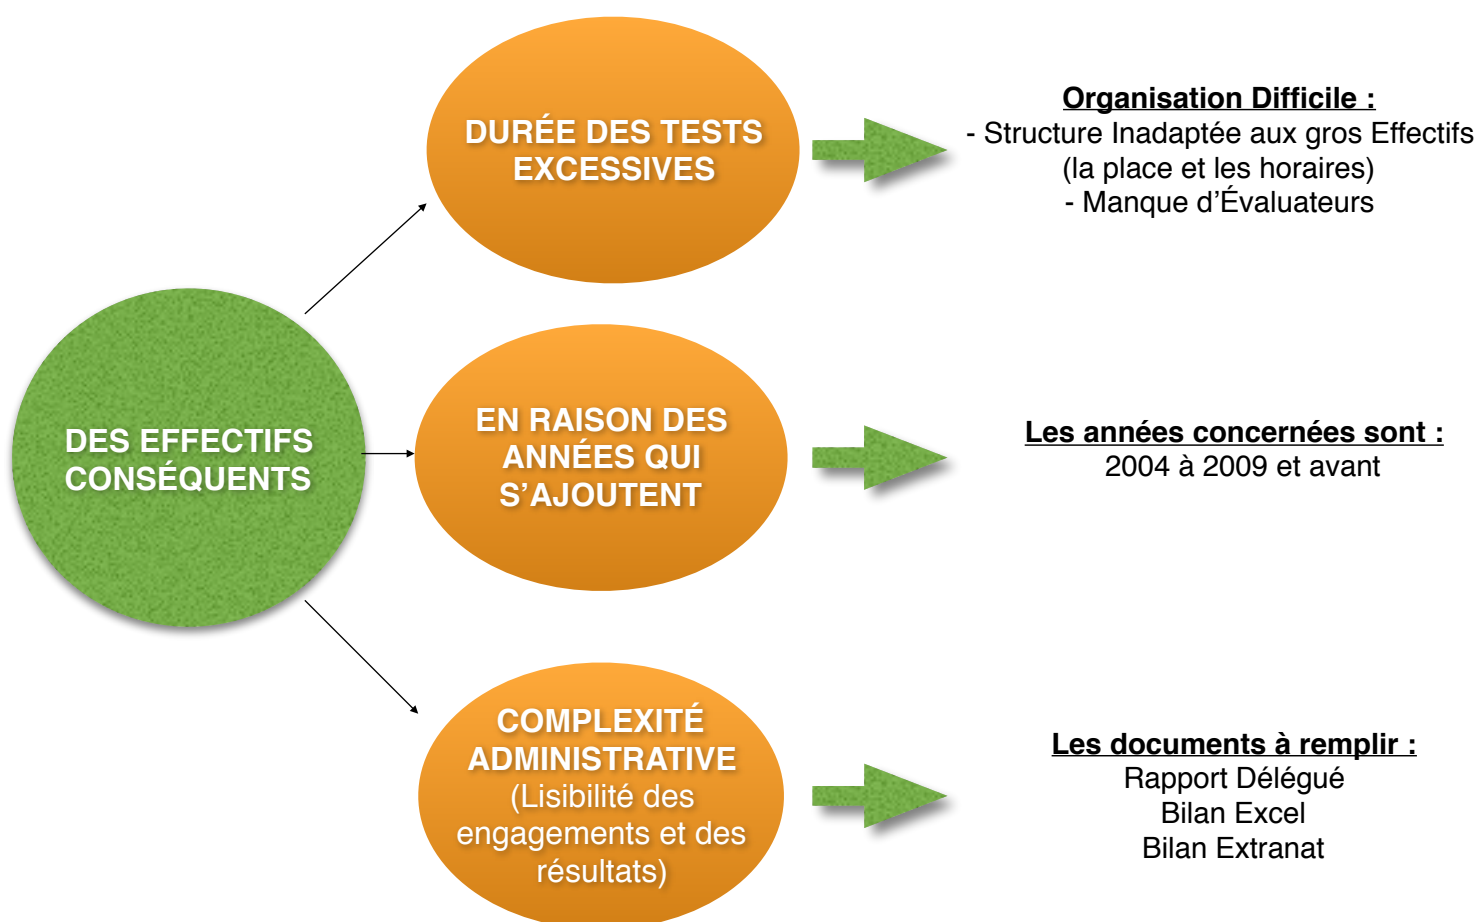 DES EFFECTIFS
CONSÉQUENTS
DURÉE DES TESTS
EXCESSIVES
Organisation Difficile :
- Structure Inadaptée aux gros Effectifs
(la place et les horaires)
- Manque d’Évaluateurs
EN RAISON DES
ANNÉES QUI
S’AJOUTENT
Les années concernées sont :
2004 à 2009 et avant
COMPLEXITÉ
ADMINISTRATIVE
(Lisibilité des
engagements et des
résultats)
Les documents à remplir :
Rapport Délégué
Bilan Excel
Bilan Extranat